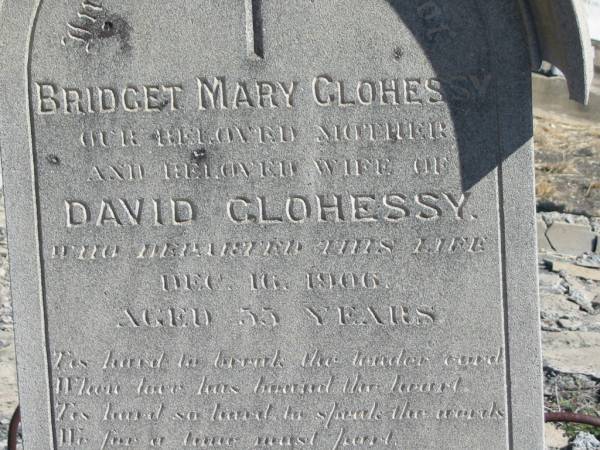 In
of
BRIDGET MARY CLOHESSY
OUR BELOVED MOTHER
AND BELOVED WIFE OF
DAVID CLOHESSY.
WHO DEPARTED THIS LIFE
DEC. 16. 1906.
AGED 55 YEARS
'Tis hard to break the tender cord
When love has bound the heart.
'Tis hard so hard, to speak the words
We for a time must part.